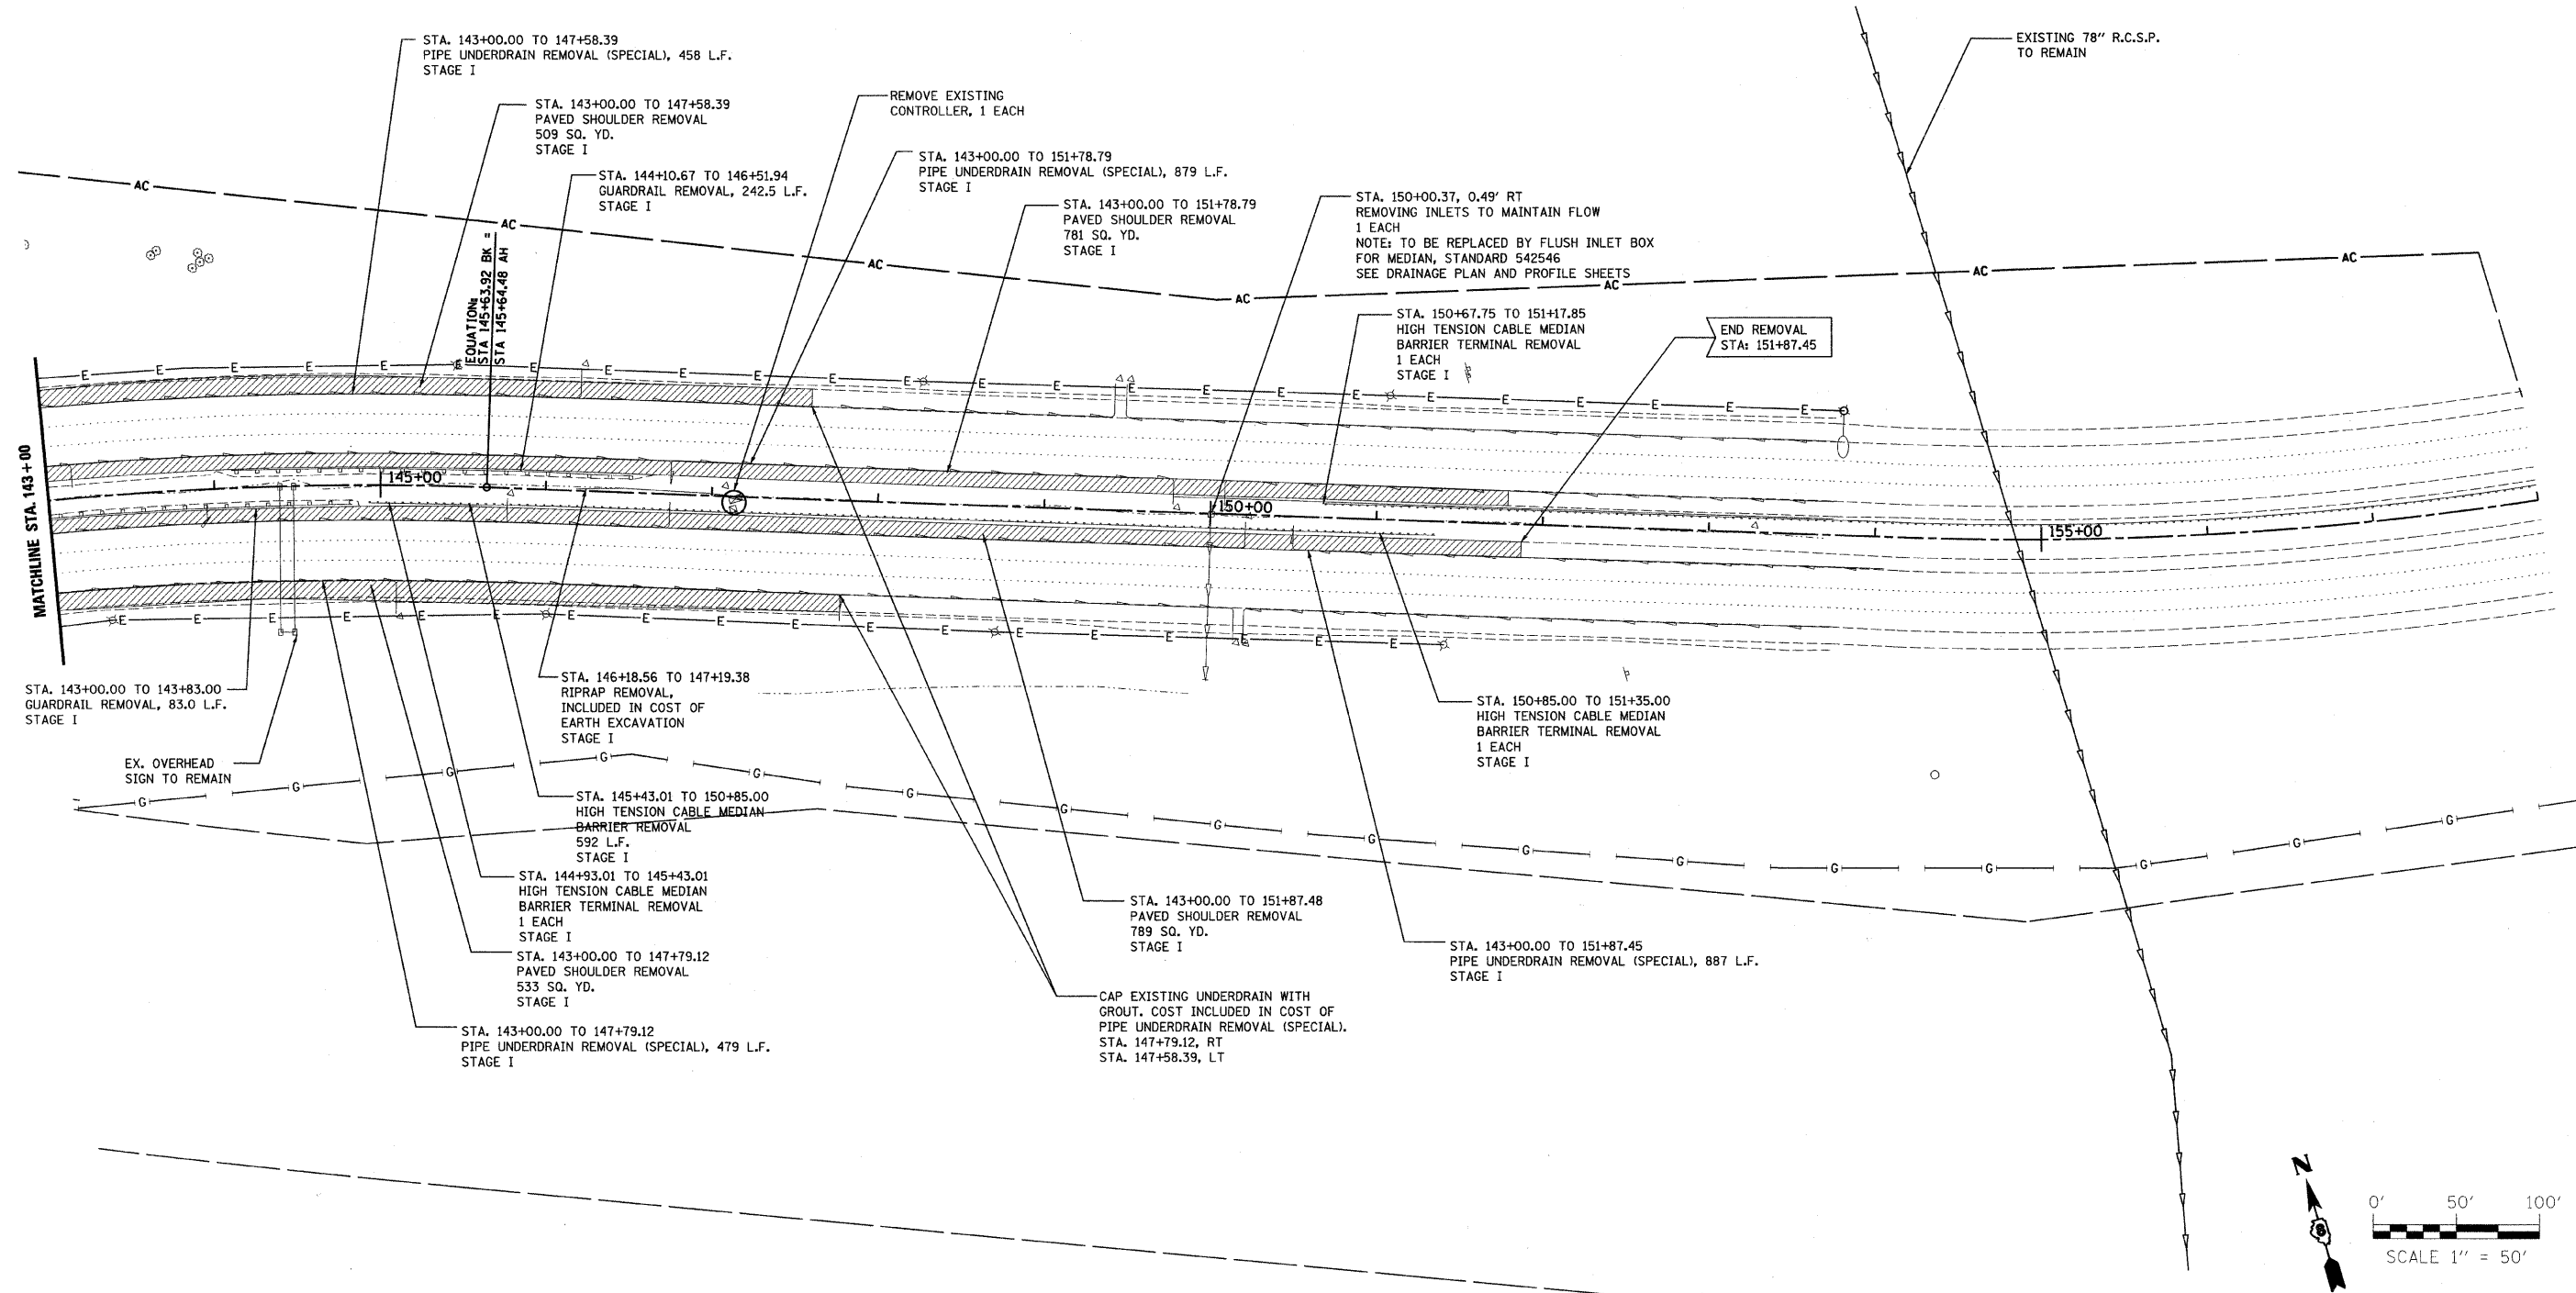 STA. 143+00.00 TO 147+58.39
PIPE UNDERDRAIN REMOVAL (SPECIAL), 458 L.F.
STAGE I
STA. 143+00.00 TO 147+58.39
PAVED SHOULDER REMOVAL
509 SQ. YD.
STAGE I
STA. 144+10.67 TO 146+51.94
GUARDRAIL REMOVAL, 242.5 L.F.
STAGE I
REMOVE EXISTING
CONTROLLER, 1 EACH
STA. 143+00.00 TO 151+78.79
PIPE UNDERDRAIN REMOVAL (SPECIAL), 879 L.F.
STAGE I
STA. 143+00.00 TO 151+78.79
PAVED SHOULDER REMOVAL
781 SQ. YD.
STAGE I
STA. 150+00.37, 0.49' RT
REMOVING INLETS TO MAINTAIN FLOW
1 EACH
NOTE: TO BE REPLACED BY FLUSH INLET BOX
FOR MEDIAN, STANDARD 542546
SEE DRAINAGE PLAN AND PROFILE SHEETS
STA. 150+67.75 TO 151+17.85
HIGH TENSION CABLE MEDIAN
BARRIER TERMINAL REMOVAL
1 EACH
STAGE I
END REMOVAL
STA: 151+87.45
EXISTING 78" R.C.S.P.
TO REMAIN
AC
AC
AC
AC
AC
AC
AC
EQUATION:
STA 145+63.92 BK =
STA 145+64.48 AH
E E E E E E E E E E E E E E E E E E E E E E E E
MATCHLINE STA. 143+00
145+00
150+00
155+00
E E E E E E E E E E E E E E E E E E
STA. 143+00.00 TO 143+83.00
GUARDRAIL REMOVAL, 83.0 L.F.
STAGE I
EX. OVERHEAD
SIGN TO REMAIN
STA. 146+18.56 TO 147+19.38
RIPRAP REMOVAL,
INCLUDED IN COST OF
EARTH EXCAVATION
STAGE I
STA. 145+43.01 TO 150+85.00
HIGH TENSION CABLE MEDIAN
BARRIER REMOVAL
592 L.F.
STAGE I
STA. 144+93.01 TO 145+43.01
HIGH TENSION CABLE MEDIAN
BARRIER TERMINAL REMOVAL
1 EACH
STAGE I
STA. 143+00.00 TO 147+79.12
PAVED SHOULDER REMOVAL
533 SQ. YD.
STAGE I
STA. 143+00.00 TO 147+79.12
PIPE UNDERDRAIN REMOVAL (SPECIAL), 479 L.F.
STAGE I
STA. 150+85.00 TO 151+35.00
HIGH TENSION CABLE MEDIAN
BARRIER TERMINAL REMOVAL
1 EACH
STAGE I
STA. 143+00.00 TO 151+87.48
PAVED SHOULDER REMOVAL
789 SQ. YD.
STAGE I
STA. 143+00.00 TO 151+87.45
PIPE UNDERDRAIN REMOVAL (SPECIAL), 887 L.F.
STAGE I
CAP EXISTING UNDERDRAIN WITH
GROUT. COST INCLUDED IN COST OF
PIPE UNDERDRAIN REMOVAL (SPECIAL).
STA. 147+79.12, RT
STA. 147+58.39, LT
G G G G G G G G G G G G G G G G
N
0' 50' 100'
SCALE 1" = 50'